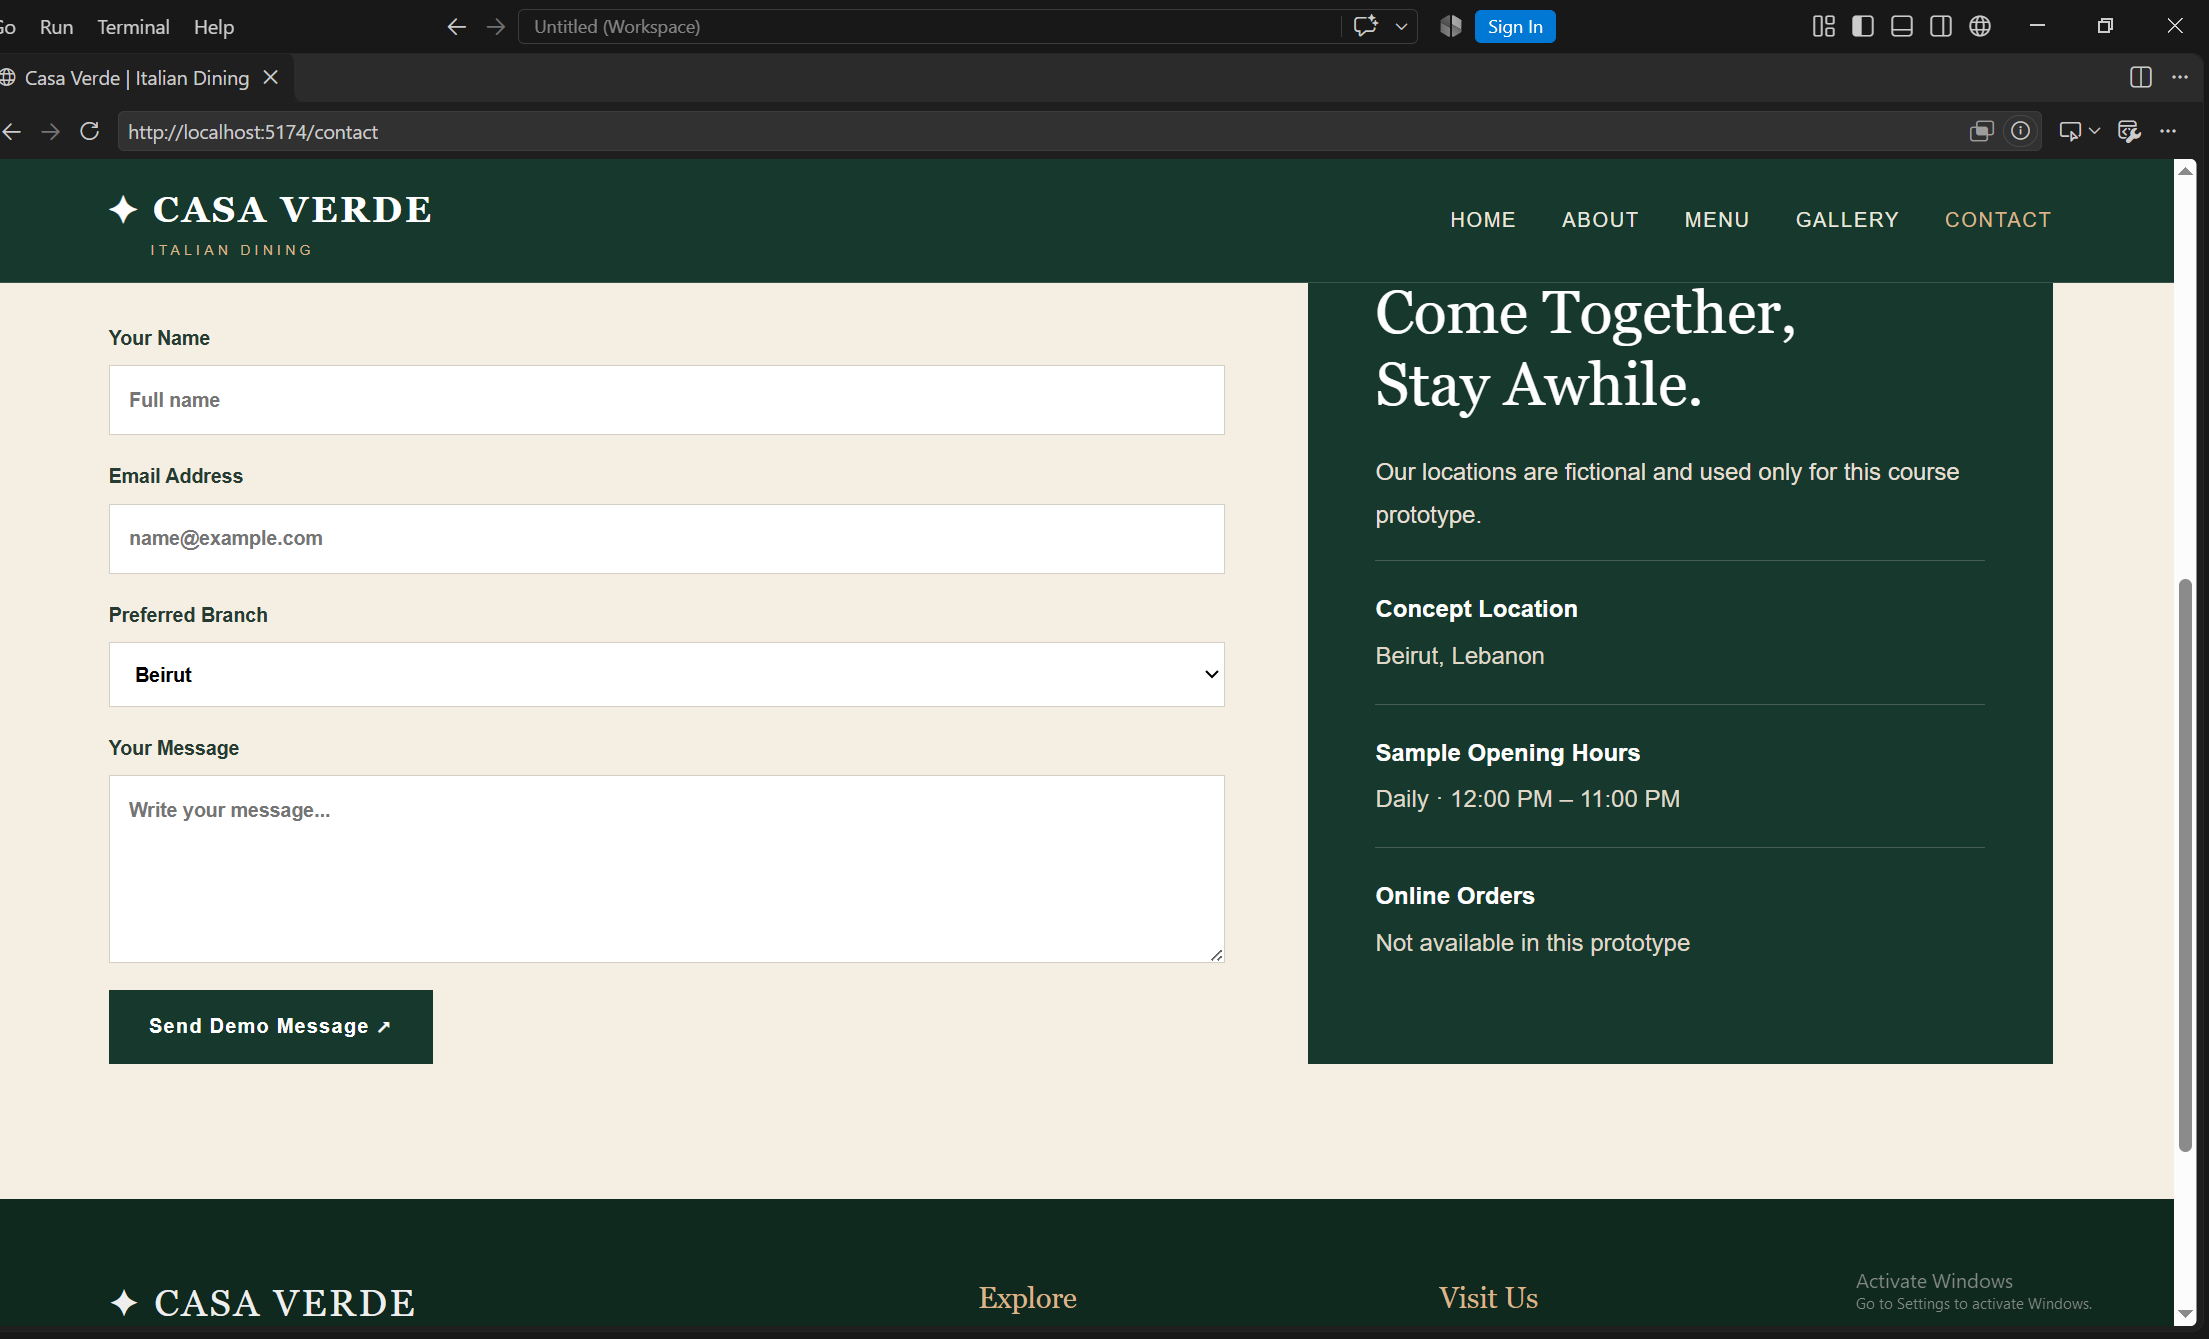 Run Terminal Help
Untitled (Workspace)
Sign In
Casa Verde | Italian Dining
http://localhost:5174/contact
CASA VERDE
ITALIAN DINING
HOME ABOUT MENU GALLERY CONTACT
Your Name
Full name
Email Address
name@example.com
Preferred Branch
Beirut
Your Message
Write your message...
Send Demo Message ↗
Come Together,
Stay Awhile.
Our locations are fictional and used only for this course
prototype.
Concept Location
Beirut, Lebanon
Sample Opening Hours
Daily · 12:00 PM – 11:00 PM
Online Orders
Not available in this prototype
CASA VERDE
Explore
Visit Us
Activate Windows
Go to Settings to activate Windows.